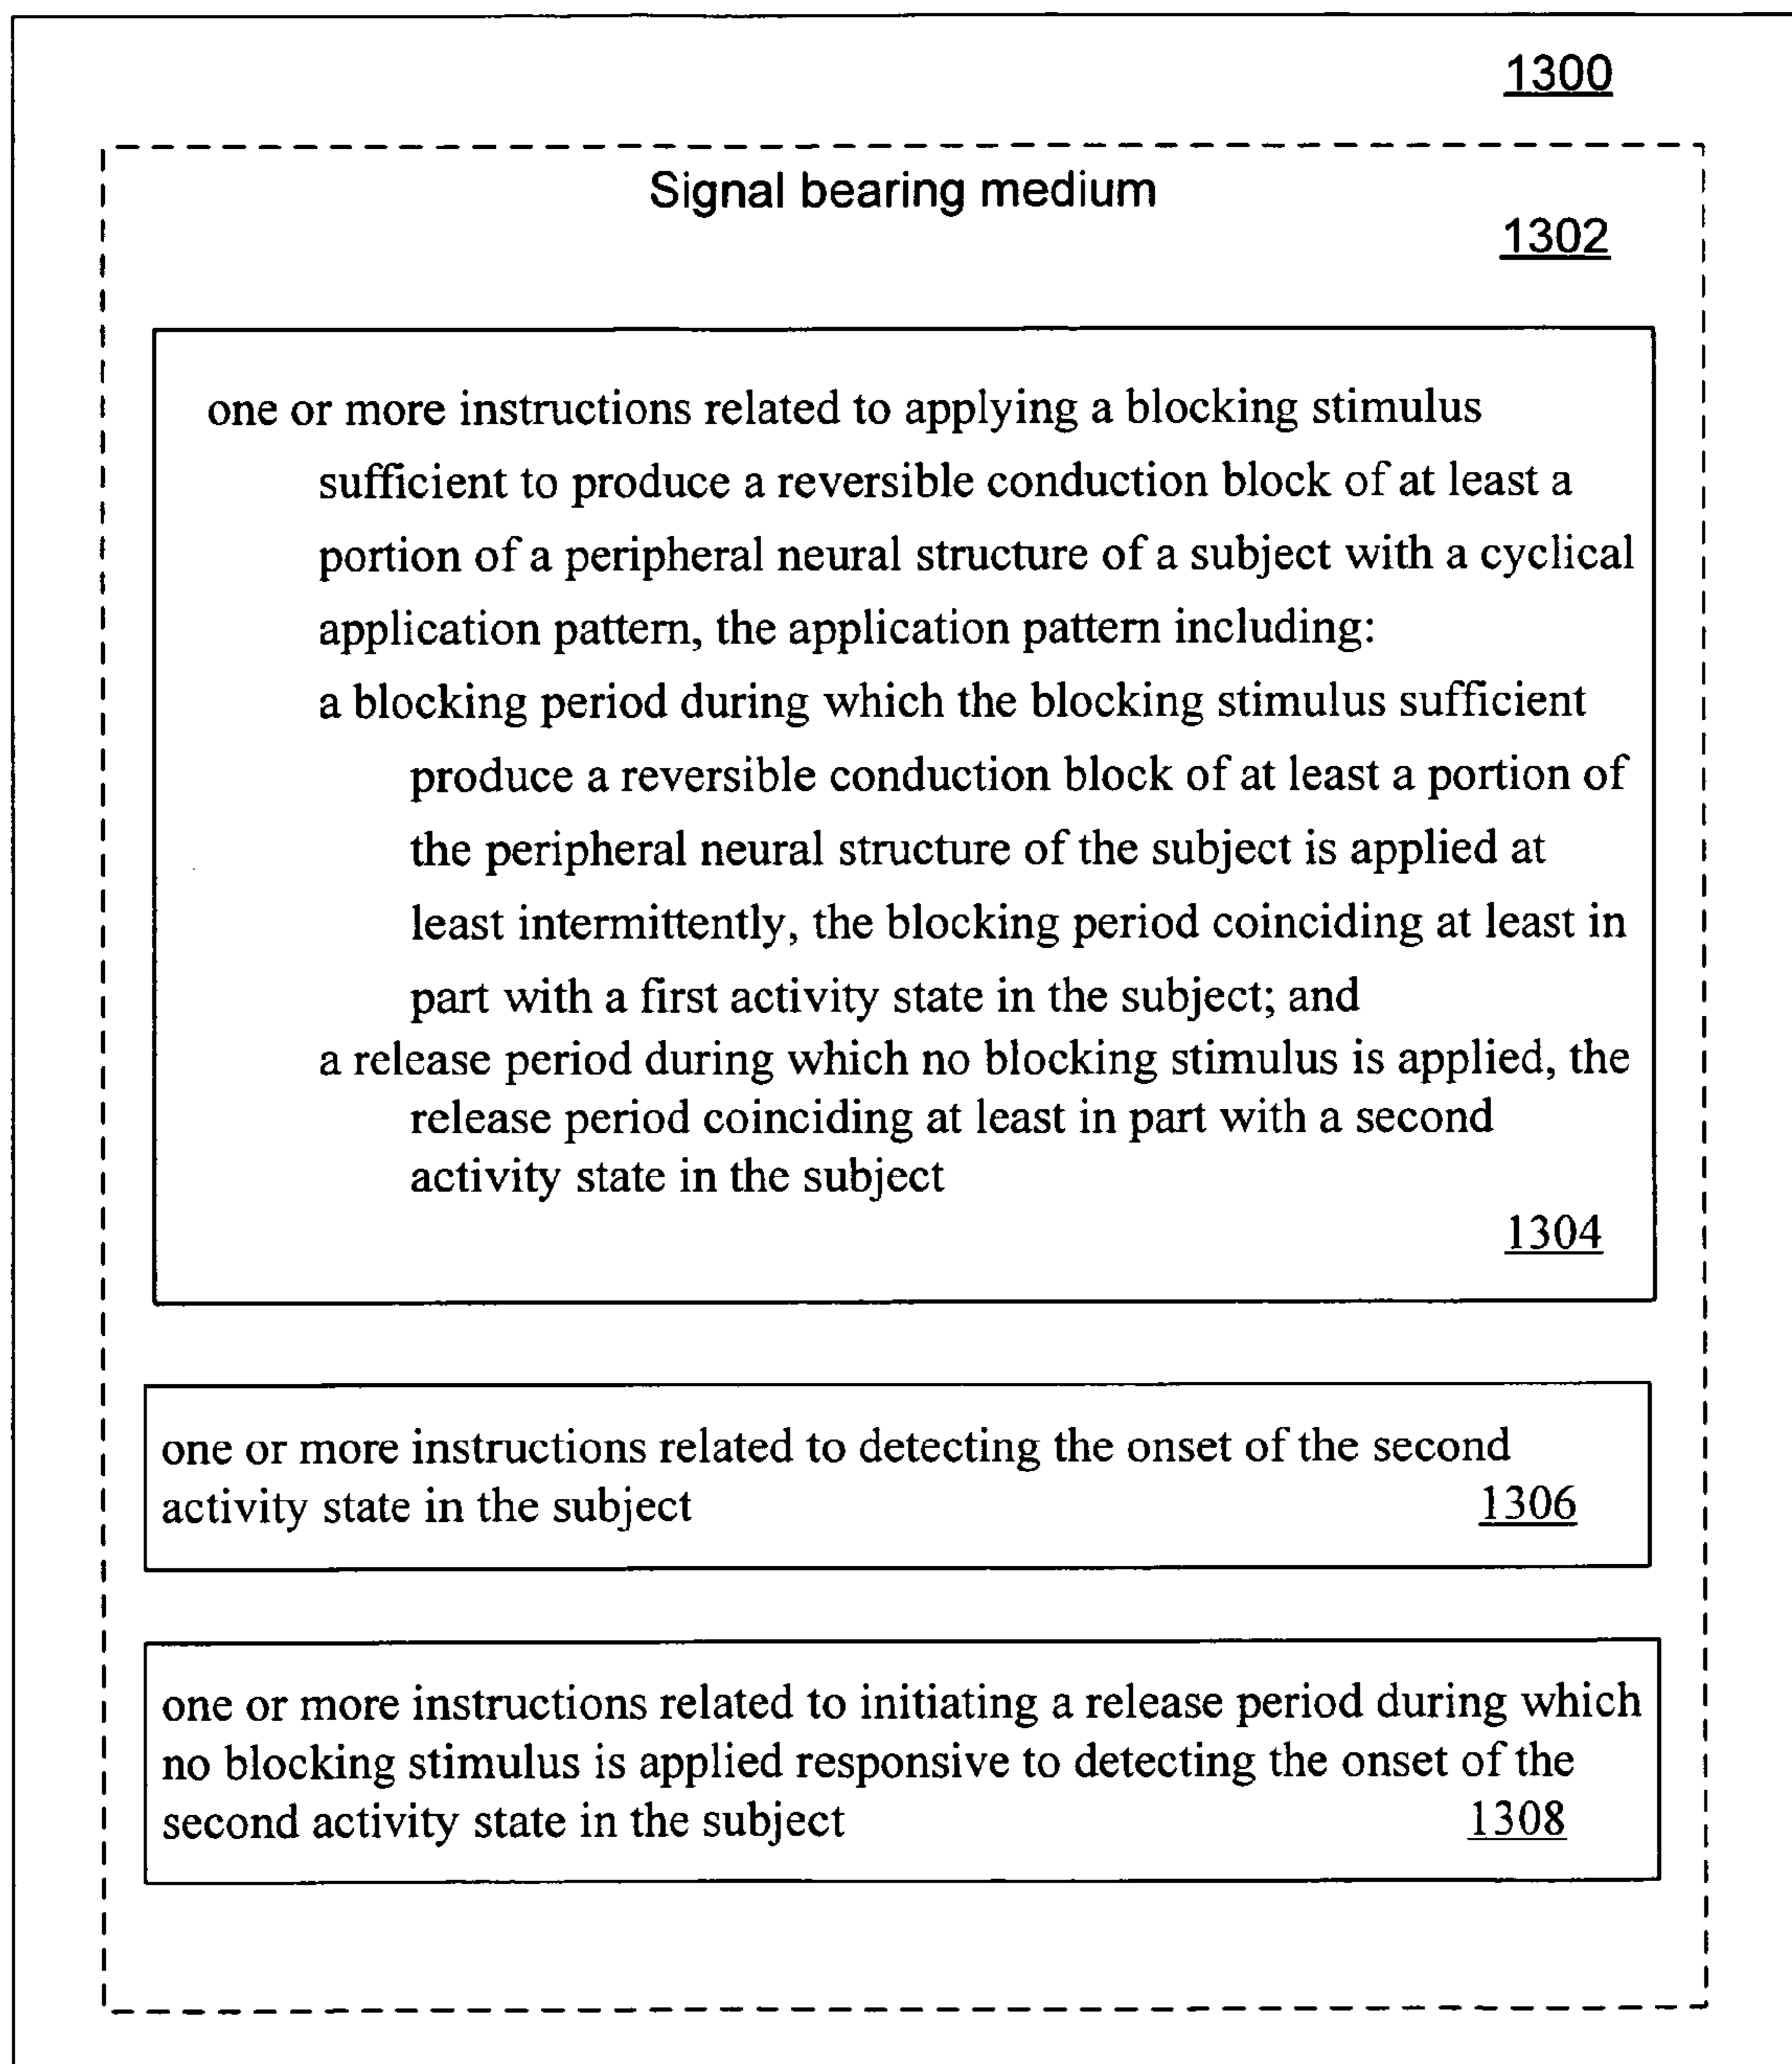 1300
Signal bearing medium
1302
one or more instructions related to applying a blocking stimulus
sufficient to produce a reversible conduction block of at least a
portion of a peripheral neural structure of a subject with a cyclical
application pattern, the application pattern including:
a blocking period during which the blocking stimulus sufficient
produce a reversible conduction block of at least a portion of
the peripheral neural structure of the subject is applied at
least intermittently, the blocking period coinciding at least in
part with a first activity state in the subject; and
a release period during which no blocking stimulus is applied, the
release period coinciding at least in part with a second
activity state in the subject
1304
one or more instructions related to detecting the onset of the second
activity state in the subject 1306
one or more instructions related to initiating a release period during which
no blocking stimulus is applied responsive to detecting the onset of the
second activity state in the subject 1308